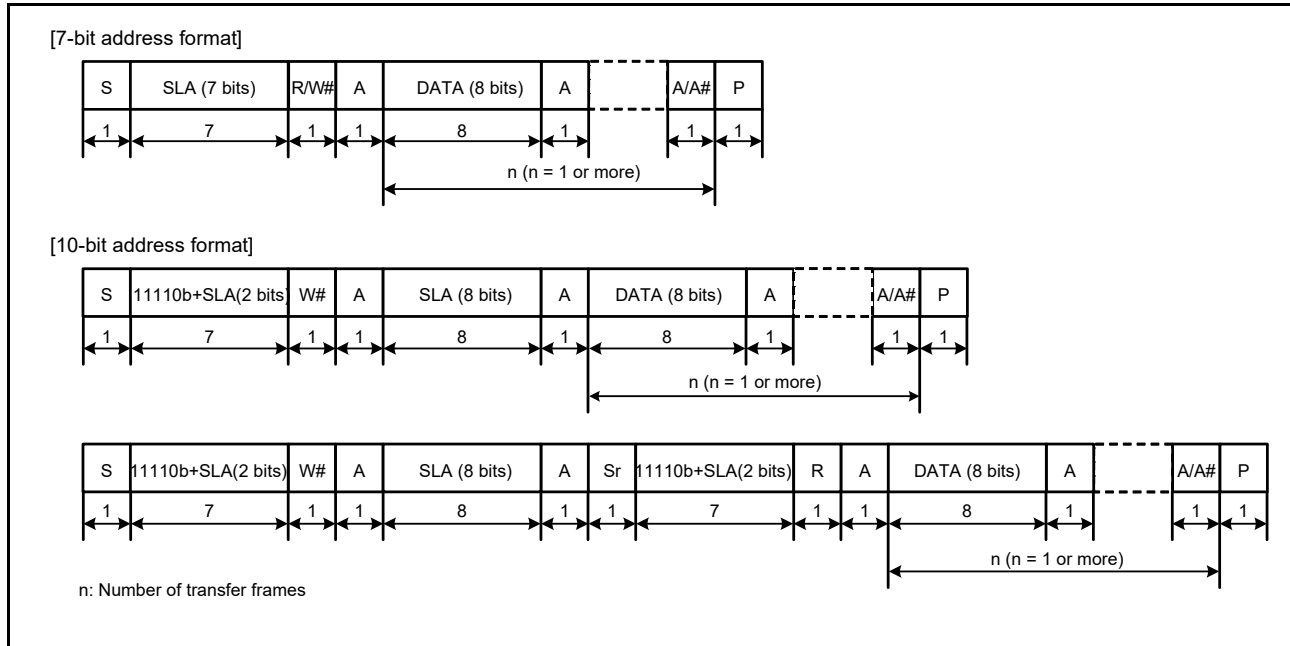 [7-bit address format]
S SLA (7 bits) R/W# A DATA (8 bits) A A/A# P
1 7 1 1 8 1 1 1
n (n = 1 or more)
[10-bit address format]
S 11110b+SLA(2 bits) W# A SLA (8 bits) A DATA (8 bits) A A/A# P
1 7 1 1 8 1 8 1 1 1
n (n = 1 or more)
S 11110b+SLA(2 bits) W# A SLA (8 bits) A Sr 11110b+SLA(2 bits) R A DATA (8 bits) A A/A# P
1 7 1 1 8 1 1 7 1 1 8 1 1 1
n (n = 1 or more)
n: Number of transfer frames